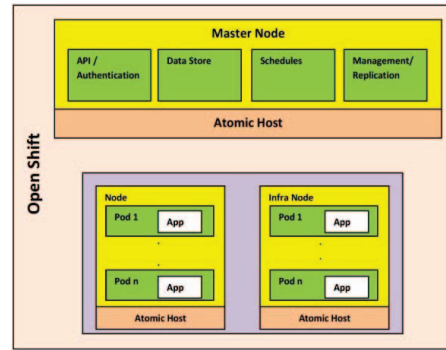 Open Shift
Master Node
API /
Authentication
Data Store
Schedules
Management/
Replication
Atomic Host
Node
Pod 1
App
.
.
Pod n
App
Atomic Host
Infra Node
Pod 1
App
.
.
Pod n
App
Atomic Host